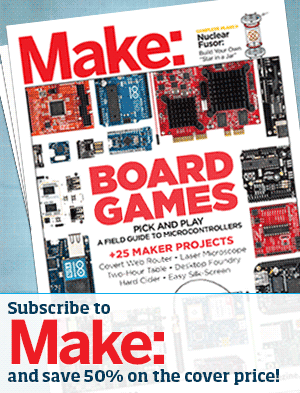 Make:
COMPLETE PLANS
Nuclear
Fusor:
Build Your Own
"Star in a Jar"
BOARD
GAMES
PICK AND PLAY
A FIELD GUIDE TO MICROCONTROLLERS
+25 MAKER PROJECTS
Covert Web Router • Laser Microscope
Two-Hour Table • Desktop Foundry
Hard Cider • Easy Silk-Screen
Subscribe to
Make:
and save 50% on the cover price!